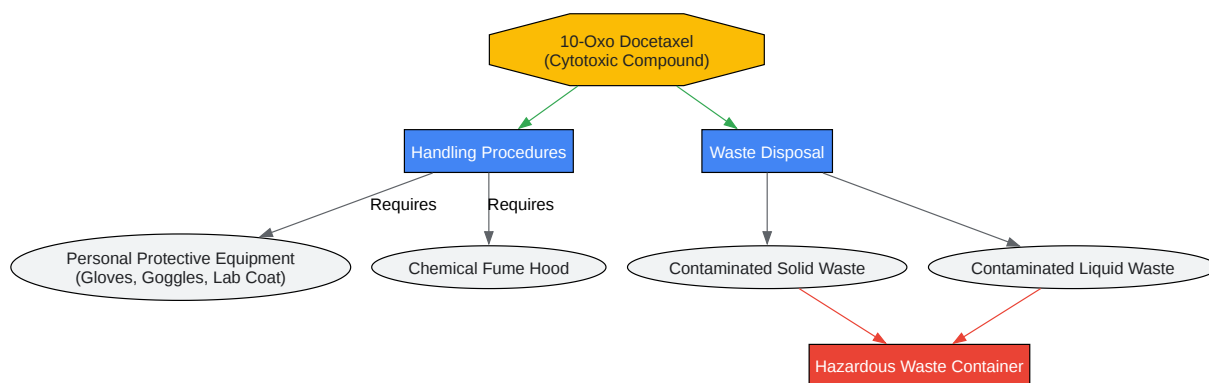 10-Oxo Docetaxel
(Cytotoxic Compound)
Handling Procedures
Waste Disposal
Requires
Requires
Personal Protective Equipment
(Gloves, Goggles, Lab Coat)
Chemical Fume Hood
Contaminated Solid Waste
Contaminated Liquid Waste
Hazardous Waste Container